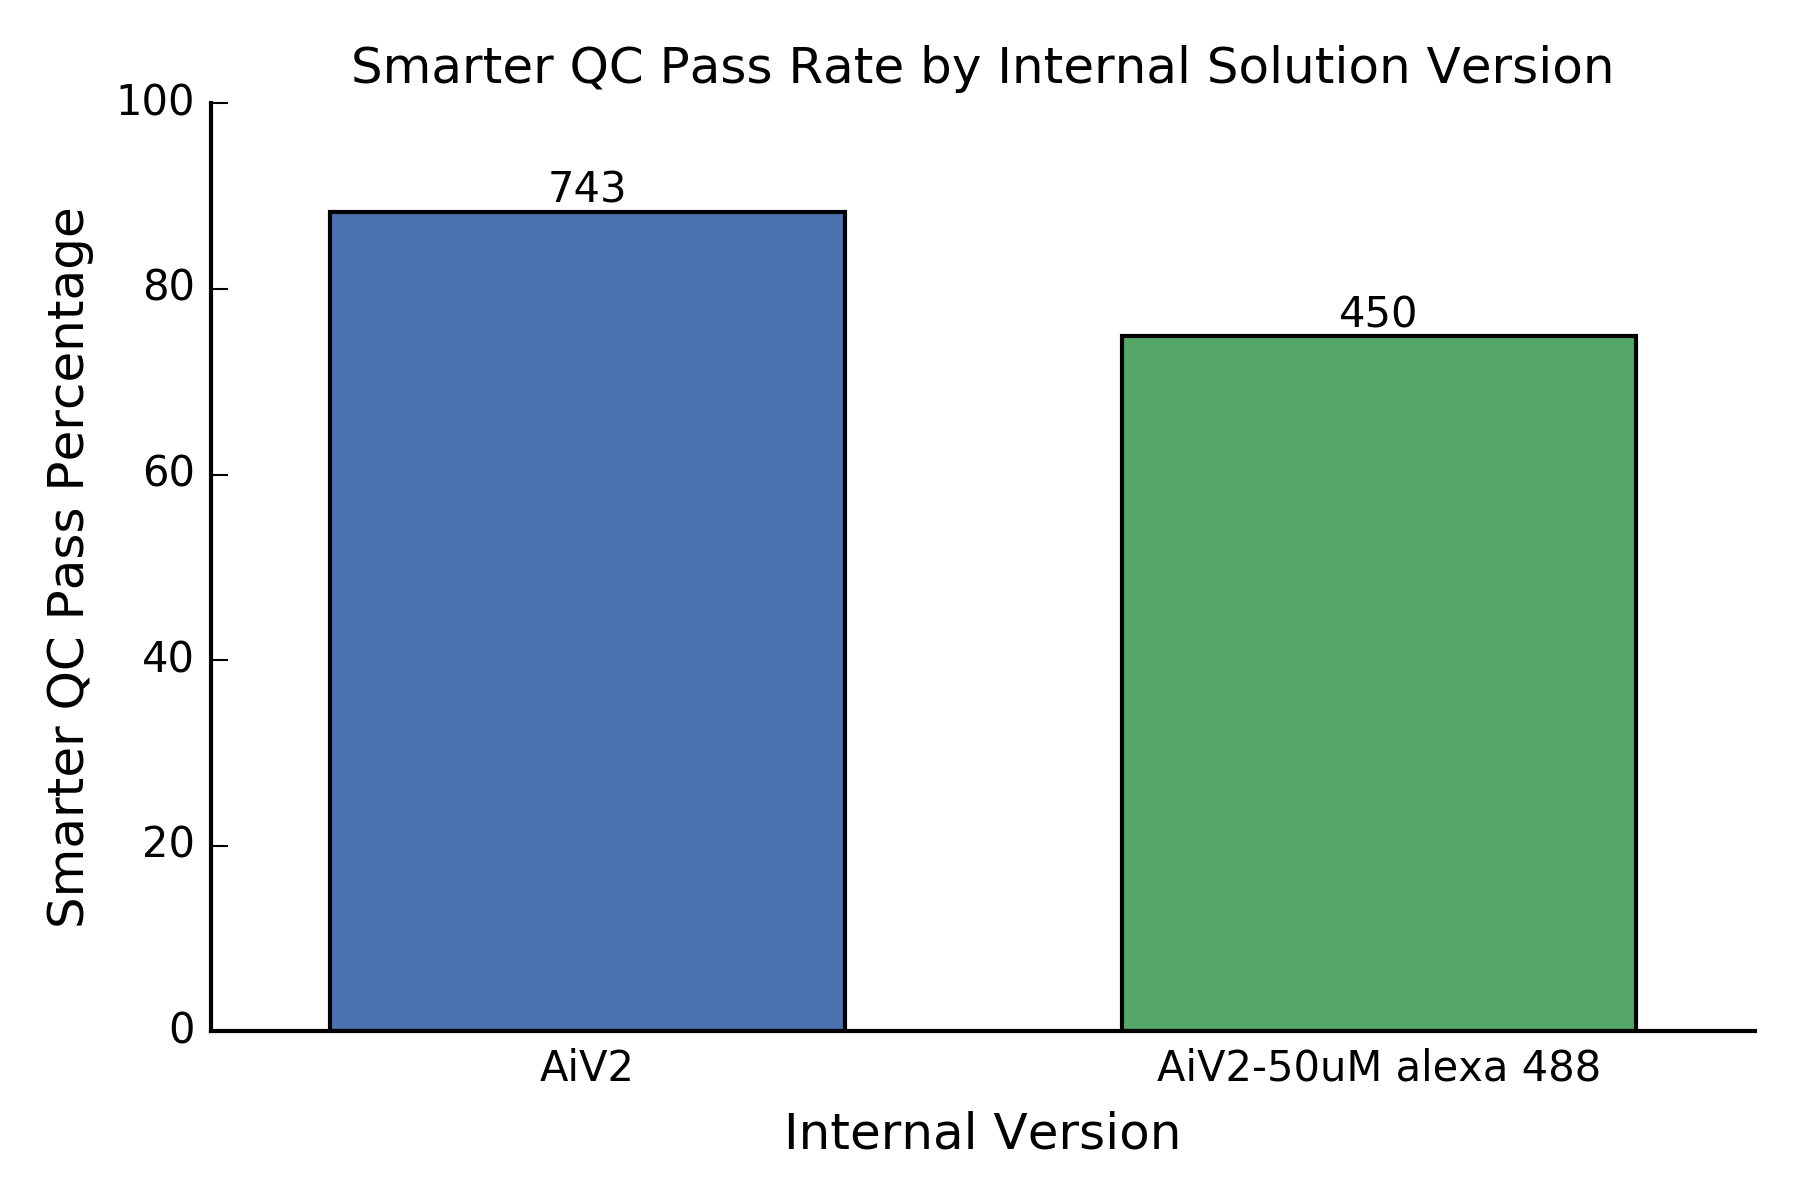 Smarter QC Pass Rate by Internal Solution Version
100
80
60
40
20
0
Smarter QC Pass Percentage
743
450
AiV2
AiV2-50uM alexa 488
Internal Version